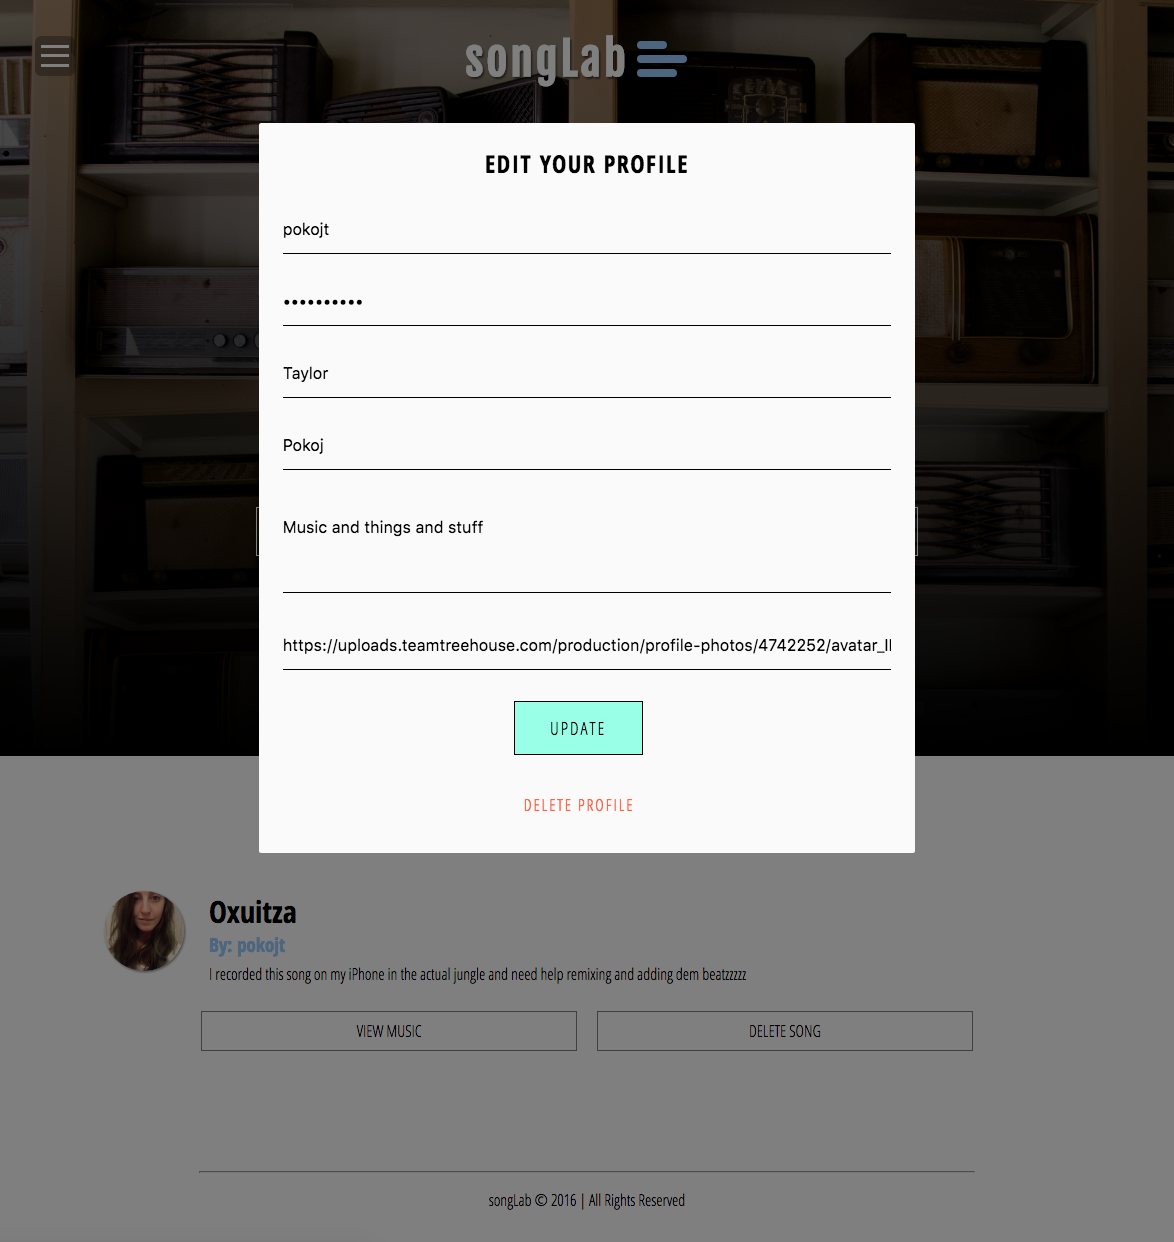 songLab
EDIT YOUR PROFILE
pokojt
••••••••••
Taylor
Pokoj
Music and things and stuff
https://uploads.teamtreehouse.com/production/profile-photos/4742252/avatar_
UPDATE
DELETE PROFILE
Oxuitza
By: pokojt
I recorded this song on my iPhone in the actual jungle and need help remixing and adding dem beatzzzzz
VIEW MUSIC
DELETE SONG
songLab © 2016 | All Rights Reserved